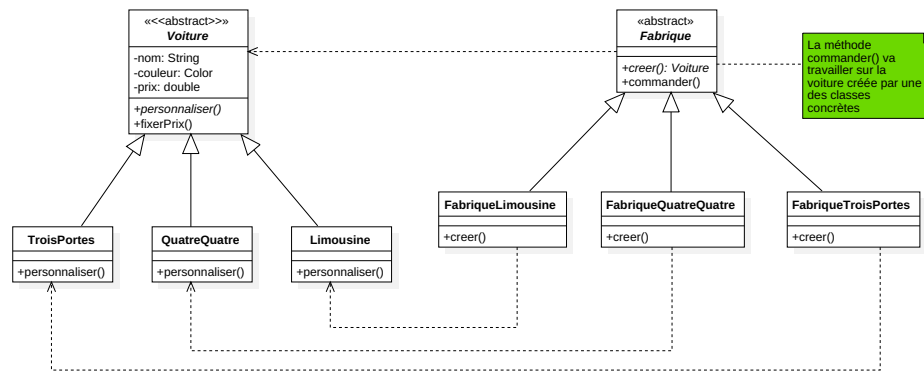 «<<abstract>>»
Voiture
-nom: String
-couleur: Color
-prix: double
+personnaliser()
+fixerPrix()
«abstract»
Fabrique
+creer(): Voiture
+commander()
La méthode
commander() va
travailler sur la
voiture créée par une
des classes
concrètes
TroisPortes
+personnaliser()
QuatreQuatre
+personnaliser()
Limousine
+personnaliser()
FabriqueLimousine
+creer()
FabriqueQuatreQuatre
+creer()
FabriqueTroisPortes
+creer()